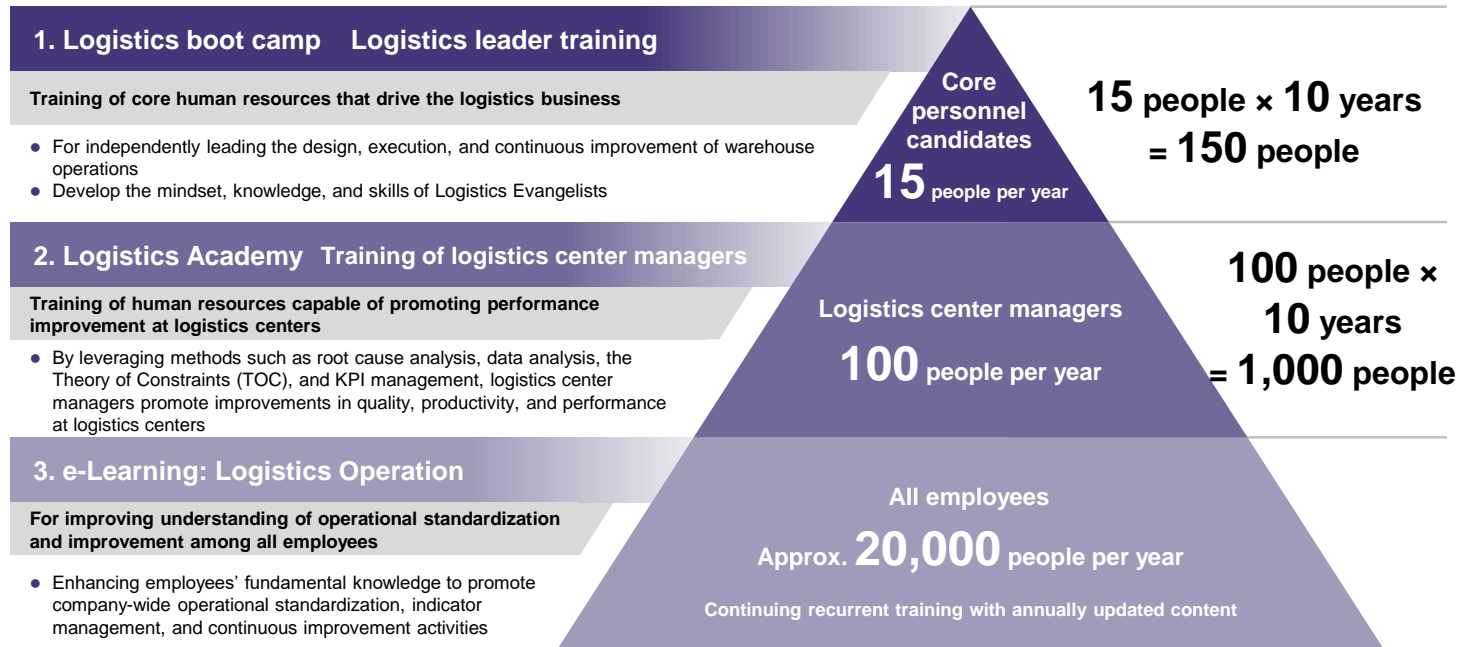 1. Logistics boot camp Logistics leader training
Training of core human resources that drive the logistics business
● For independently leading the design, execution, and continuous improvement of warehouse
operations
● Develop the mindset, knowledge, and skills of Logistics Evangelists
Core
personnel
candidates
15 people per year
15 people × 10 years
= 150 people
2. Logistics Academy Training of logistics center managers
Training of human resources capable of promoting performance
improvement at logistics centers
● By leveraging methods such as root cause analysis, data analysis, the
Theory of Constraints (TOC), and KPI management, logistics center
managers promote improvements in quality, productivity, and performance
at logistics centers
Logistics center managers
100 people per year
100 people ×
10 years
= 1,000 people
3. e-Learning: Logistics Operation
For improving understanding of operational standardization
and improvement among all employees
● Enhancing employees’ fundamental knowledge to promote
company-wide operational standardization, indicator
management, and continuous improvement activities
All employees
Approx. 20,000 people per year
Continuing recurrent training with annually updated content